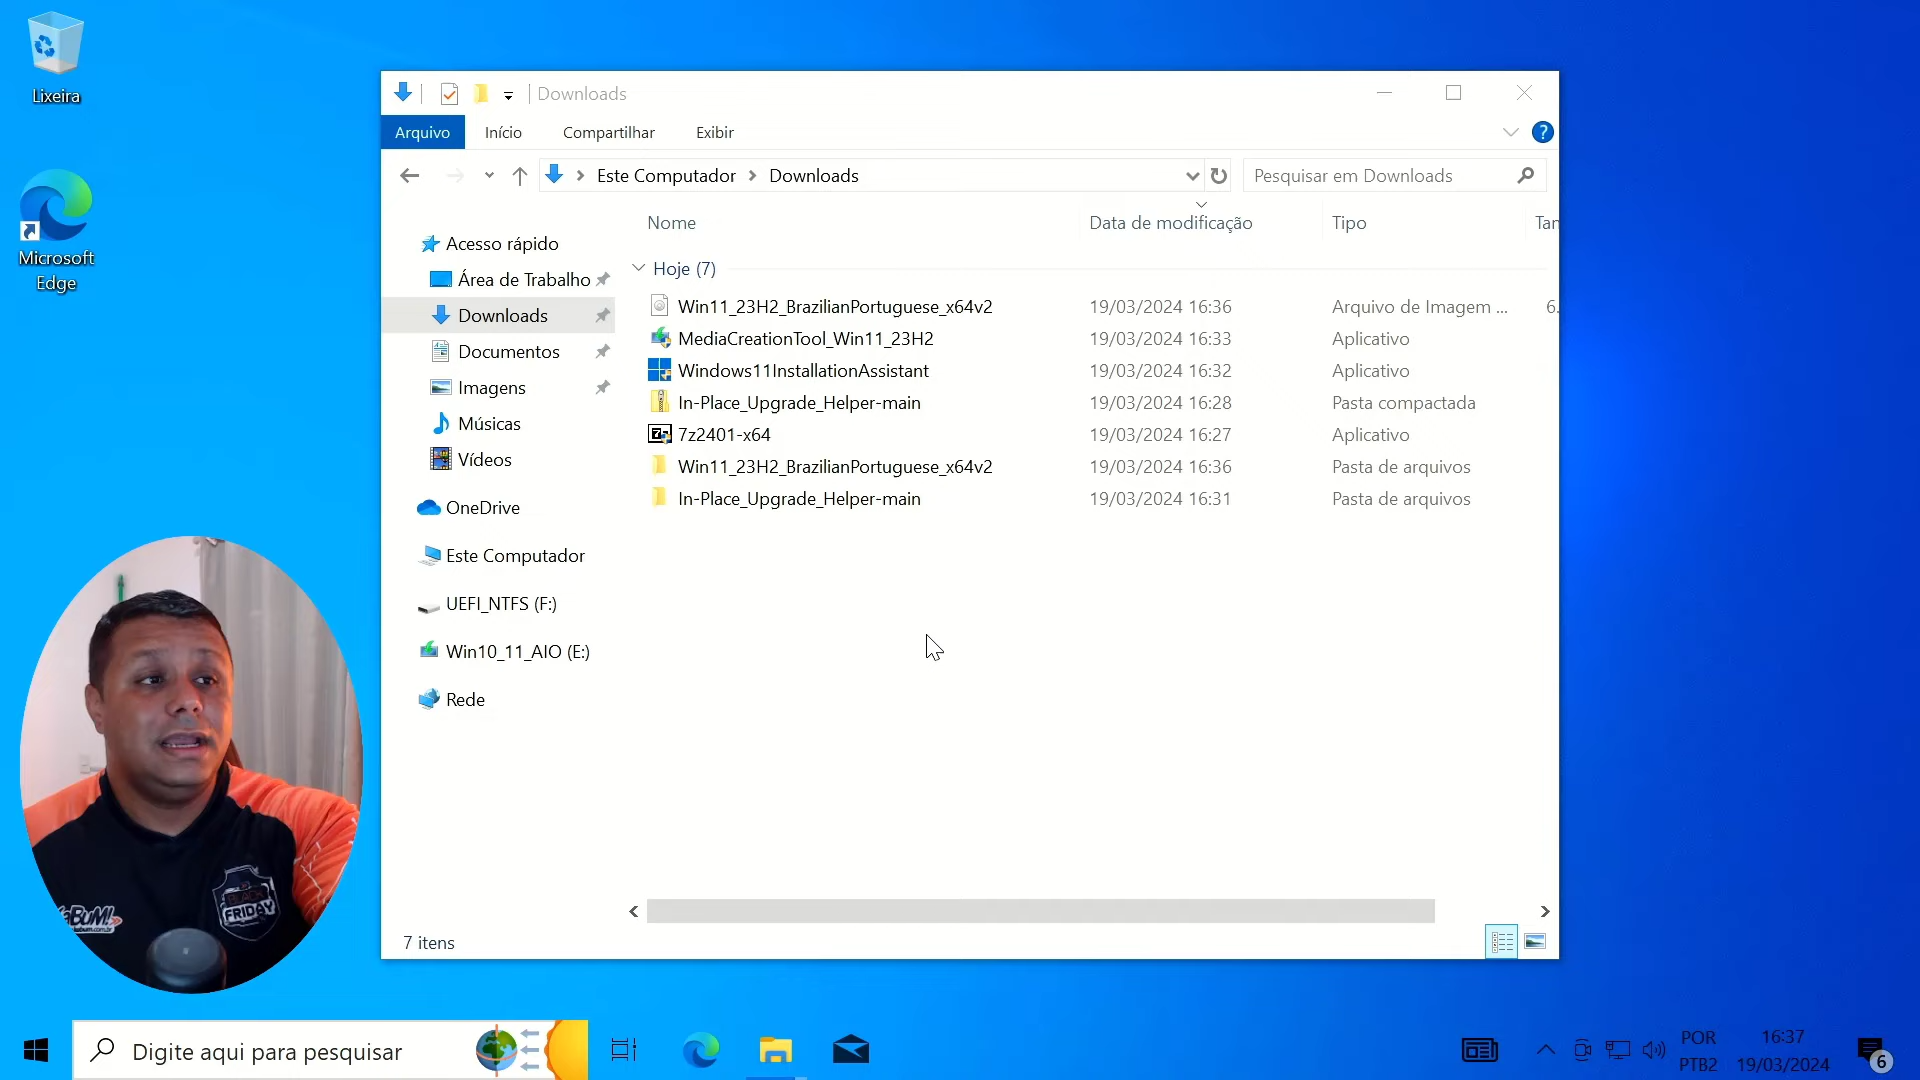 Lixeira
Microsoft
Edge
Downloads
Arquivo
Início
Compartilhar
Exibir
?
Este Computador
Downloads
Pesquisar em Downloads
Nome
Data de modificação
Tipo
Tar
Acesso rápido
Área de Trabalho
Downloads
Documentos
Imagens
Músicas
Vídeos
OneDrive
Este Computador
UEFI_NTFS (F:)
Win10_11_AIO (E:)
Rede
Hoje (7)
Win11_23H2_BrazilianPortuguese_x64v2 19/03/2024 16:36 Arquivo de Imagem ... 6.
MediaCreationTool_Win11_23H2 19/03/2024 16:33 Aplicativo
Windows11InstallationAssistant 19/03/2024 16:32 Aplicativo
In-Place_Upgrade_Helper-main 19/03/2024 16:28 Pasta compactada
7z2401-x64 19/03/2024 16:27 Aplicativo
Win11_23H2_BrazilianPortuguese_x64v2 19/03/2024 16:36 Pasta de arquivos
In-Place_Upgrade_Helper-main 19/03/2024 16:31 Pasta de arquivos
7 itens
BLACK
FRIDAY
Digite aqui para pesquisar
POR
PTB2
16:37
19/03/2024
6